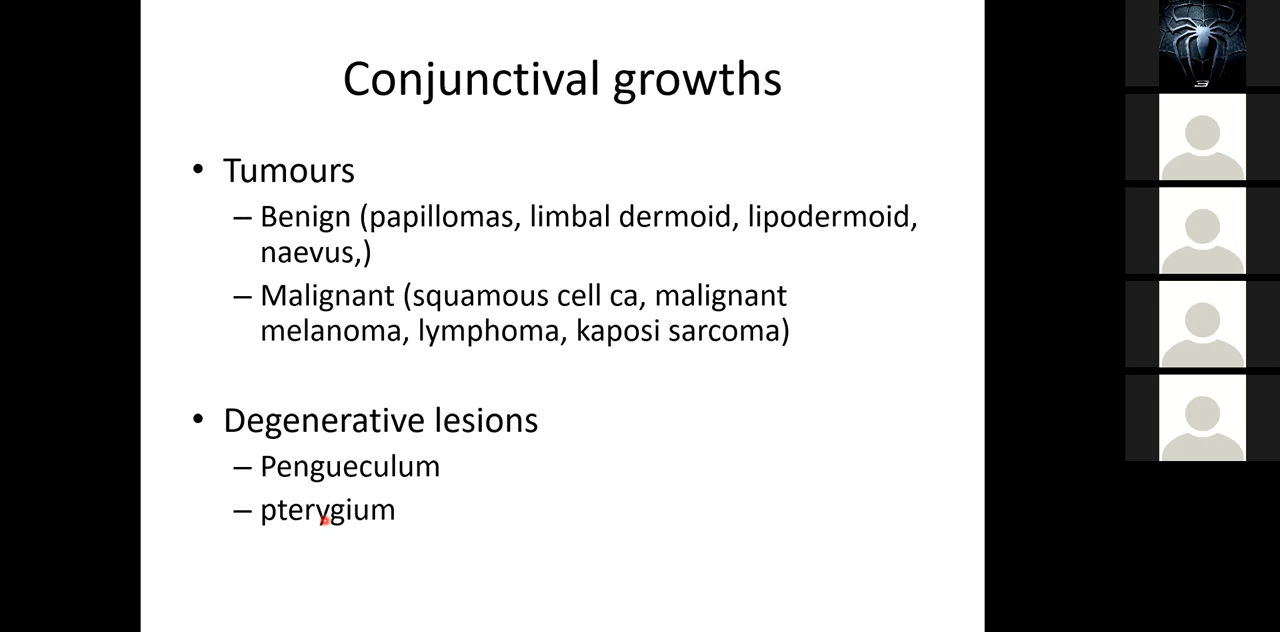 Conjunctival growths
• Tumours
– Benign (papillomas, limbal dermoid, lipodermoid,
naevus,)
– Malignant (squamous cell ca, malignant
melanoma, lymphoma, kaposi sarcoma)
• Degenerative lesions
– Pengueculum
– pterygium
3